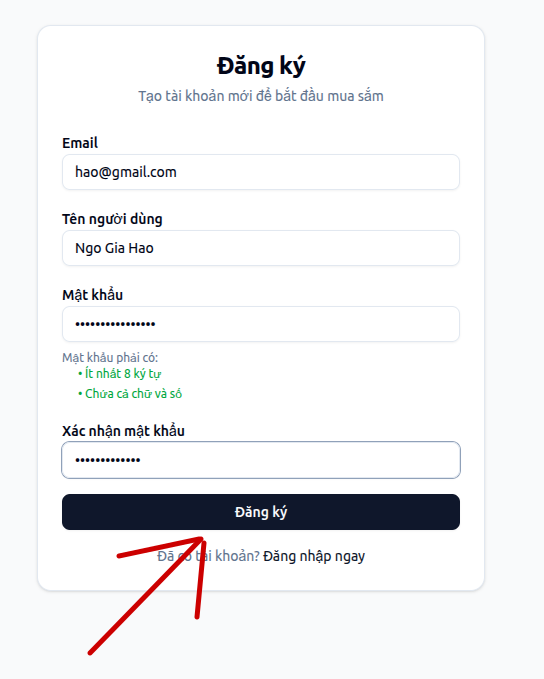 Đăng ký
Tạo tài khoản mới để bắt đầu mua sắm
Email
hao@gmail.com
Tên người dùng
Ngo Gia Hao
Mật khẩu
••••••••••••••••
Mật khẩu phải có:
• Ít nhất 8 ký tự
• Chứa cả chữ và số
Xác nhận mật khẩu
•••••••••••••
Đăng ký
Đã có tài khoản? Đăng nhập ngay